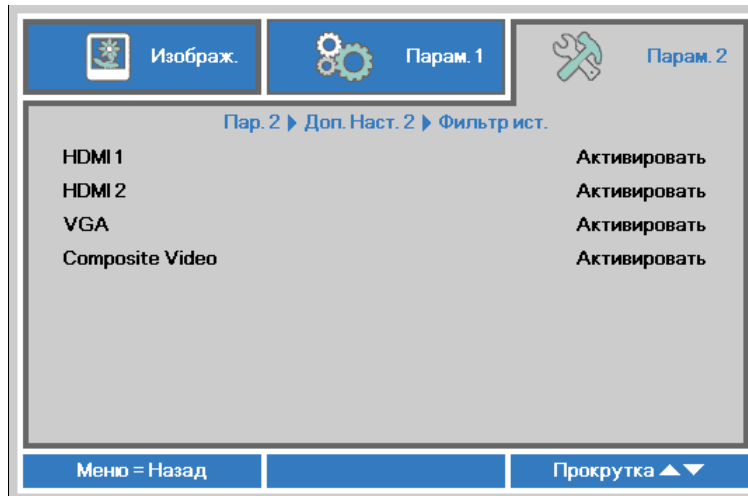 Изображ.
Парам. 1
Парам. 2
Пар. 2 ▶ Доп. Наст. 2 ▶ Фильтр ист.
HDMI 1 Активировать
HDMI 2 Активировать
VGA Активировать
Composite Video Активировать
Меню = Назад
Прокрутка ▲▼